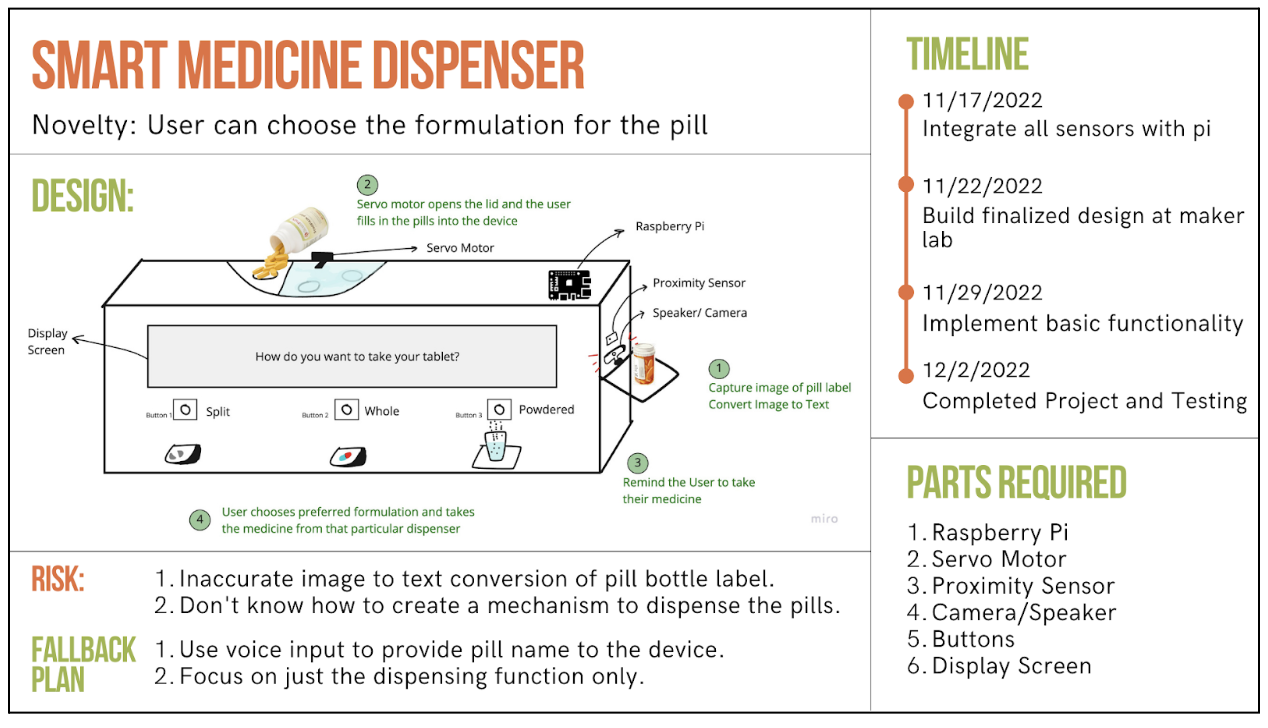 SMART MEDICINE DISPENSER
Novelty: User can choose the formulation for the pill
DESIGN:
2
Servo motor opens the lid and the user
fills in the pills into the device
Servo Motor
Raspberry Pi
Proximity Sensor
Speaker/ Camera
Display
Screen
How do you want to take your tablet?
1
Capture image of pill label
Convert Image to Text
Button 1
Split
Button 2
Whole
Button 3
Powdered
3
Remind the User to take
their medicine
4
User chooses preferred formulation and takes
the medicine from that particular dispenser
miro
RISK:
1. Inaccurate image to text conversion of pill bottle label.
2. Don't know how to create a mechanism to dispense the pills.
FALLBACK
PLAN
1. Use voice input to provide pill name to the device.
2. Focus on just the dispensing function only.
TIMELINE
11/17/2022
Integrate all sensors with pi
11/22/2022
Build finalized design at maker
lab
11/29/2022
Implement basic functionality
12/2/2022
Completed Project and Testing
PARTS REQUIRED
1. Raspberry Pi
2. Servo Motor
3. Proximity Sensor
4. Camera/Speaker
5. Buttons
6. Display Screen